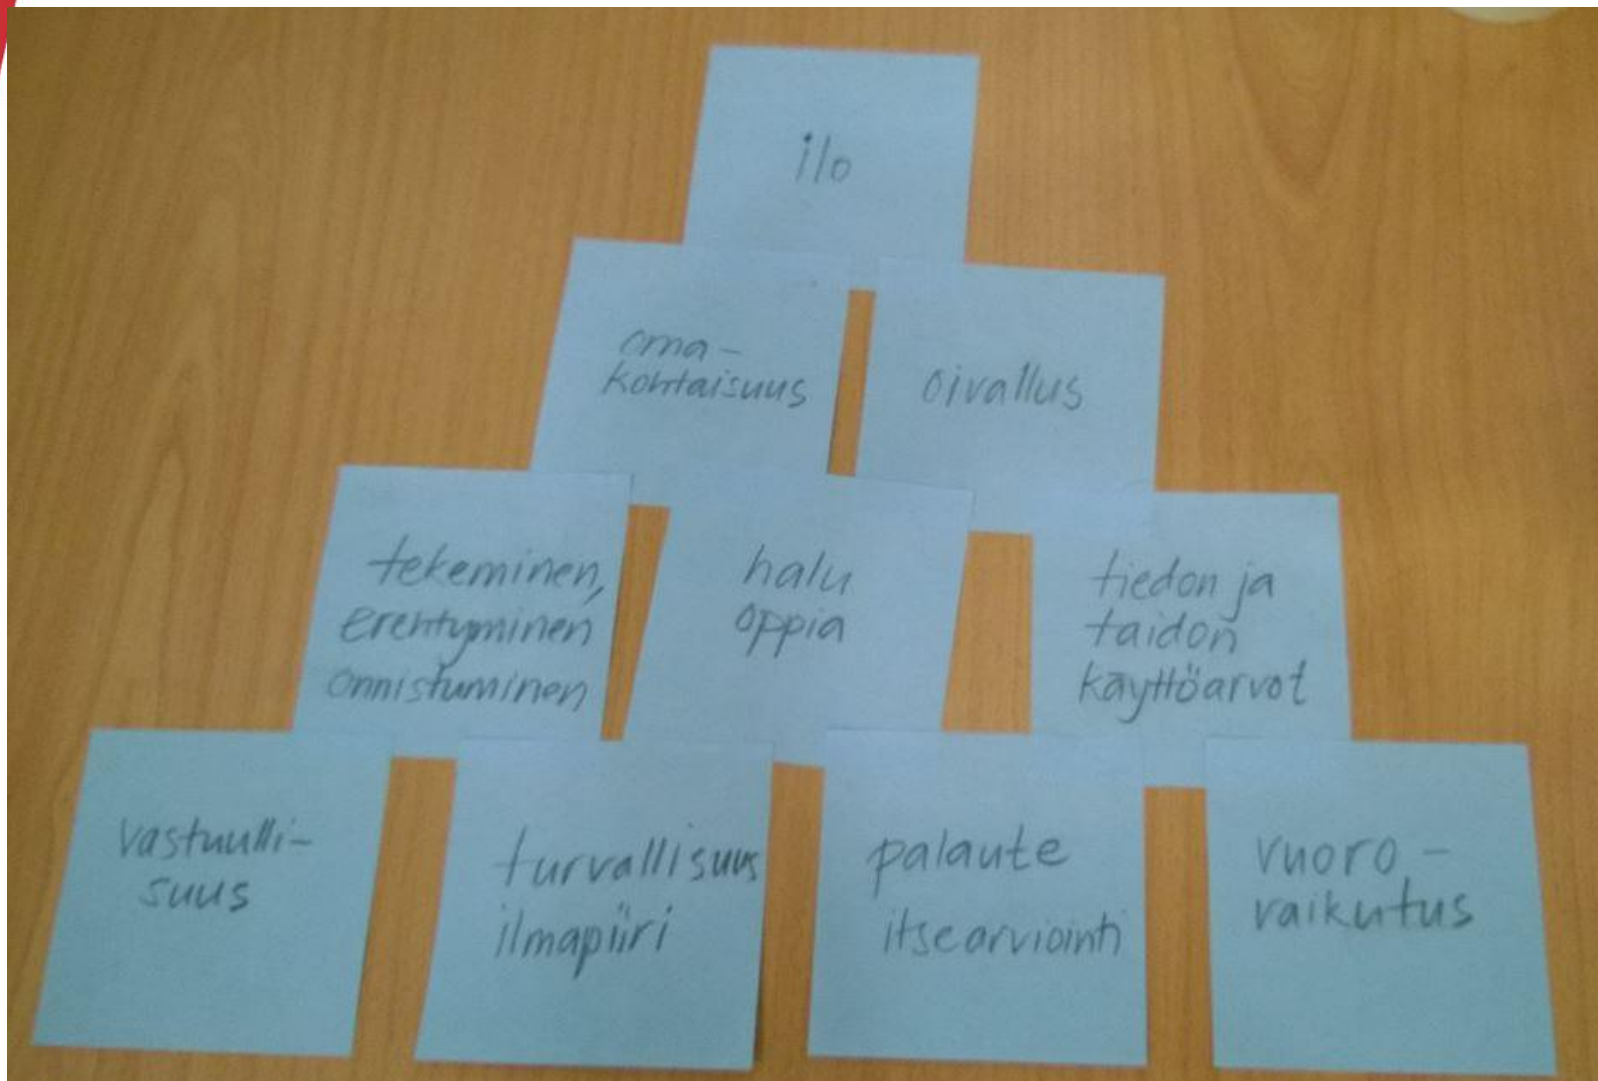 ilo
oma-
kohtaisuus
oivallus
tekeminen,
erehtyminen
onnistuminen
halu
oppia
tiedon ja
taidon
käyttöarvot
vastuulli-
suus
turvallisuus
ilmapiiri
palaute
itsearviointi
vuoro-
vaikutus